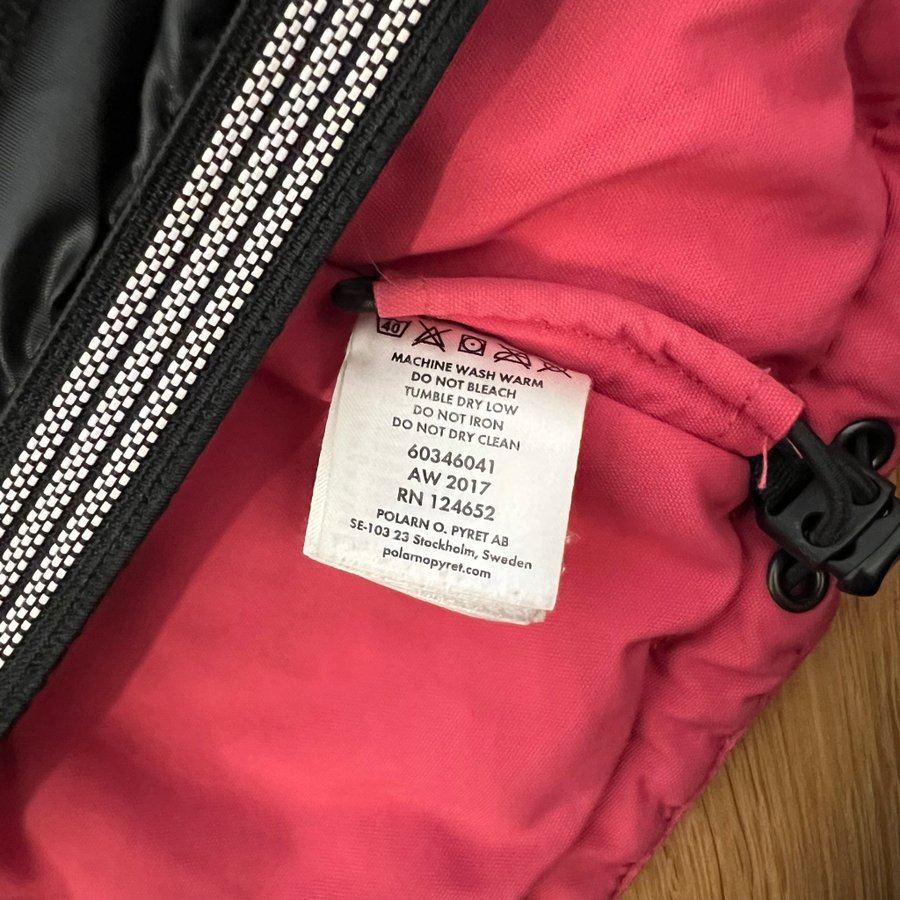 40
MACHINE WASH WARM
DO NOT BLEACH
TUMBLE DRY LOW
DO NOT IRON
DO NOT DRY CLEAN
60346041
AW 2017
RN 124652
POLARN O. PYRET AB
SE-103 23 Stockholm, Sweden
polarnopyret.com